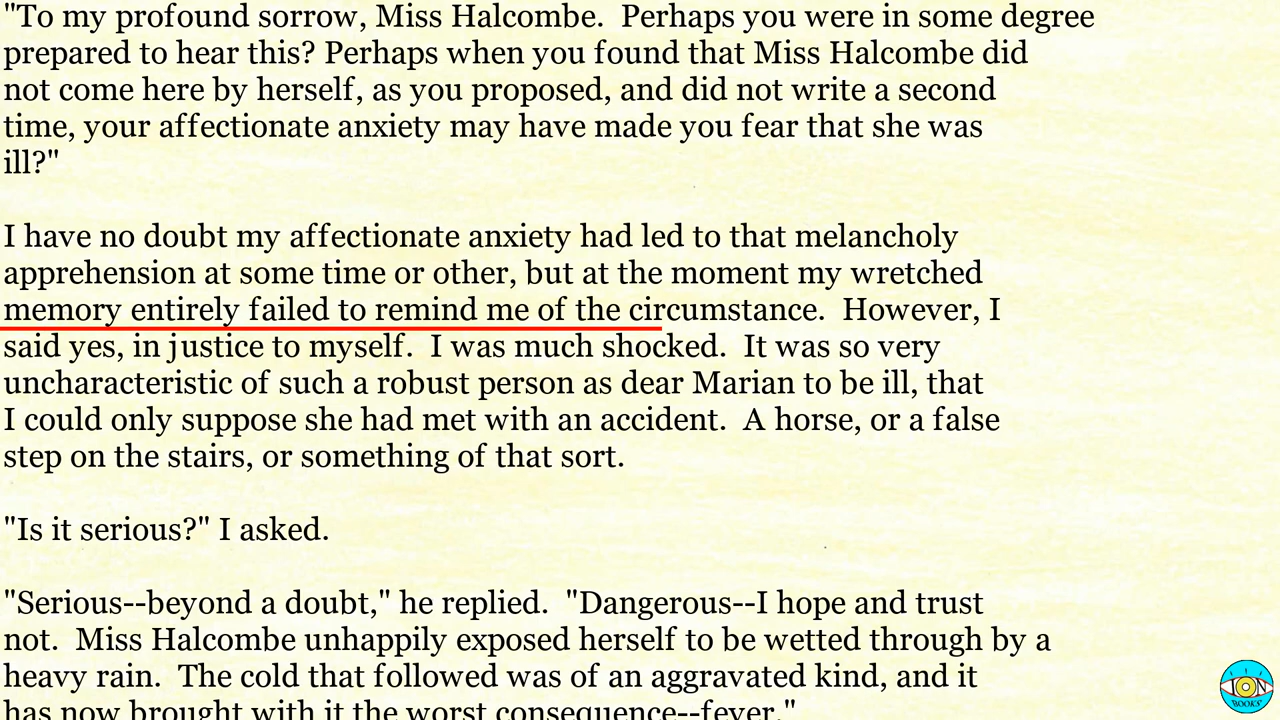 "To my profound sorrow, Miss Halcombe.  Perhaps you were in some degree
prepared to hear this? Perhaps when you found that Miss Halcombe did
not come here by herself, as you proposed, and did not write a second
time, your affectionate anxiety may have made you fear that she was
ill?"
I have no doubt my affectionate anxiety had led to that melancholy
apprehension at some time or other, but at the moment my wretched
memory entirely failed to remind me of the circumstance.  However, I
said yes, in justice to myself.  I was much shocked.  It was so very
uncharacteristic of such a robust person as dear Marian to be ill, that
I could only suppose she had met with an accident.  A horse, or a false
step on the stairs, or something of that sort.
"Is it serious?" I asked.
"Serious--beyond a doubt," he replied.  "Dangerous--I hope and trust
not.  Miss Halcombe unhappily exposed herself to be wetted through by a
heavy rain.  The cold that followed was of an aggravated kind, and it
has now brought with it the worst consequence--fever."
ION
BOOKS